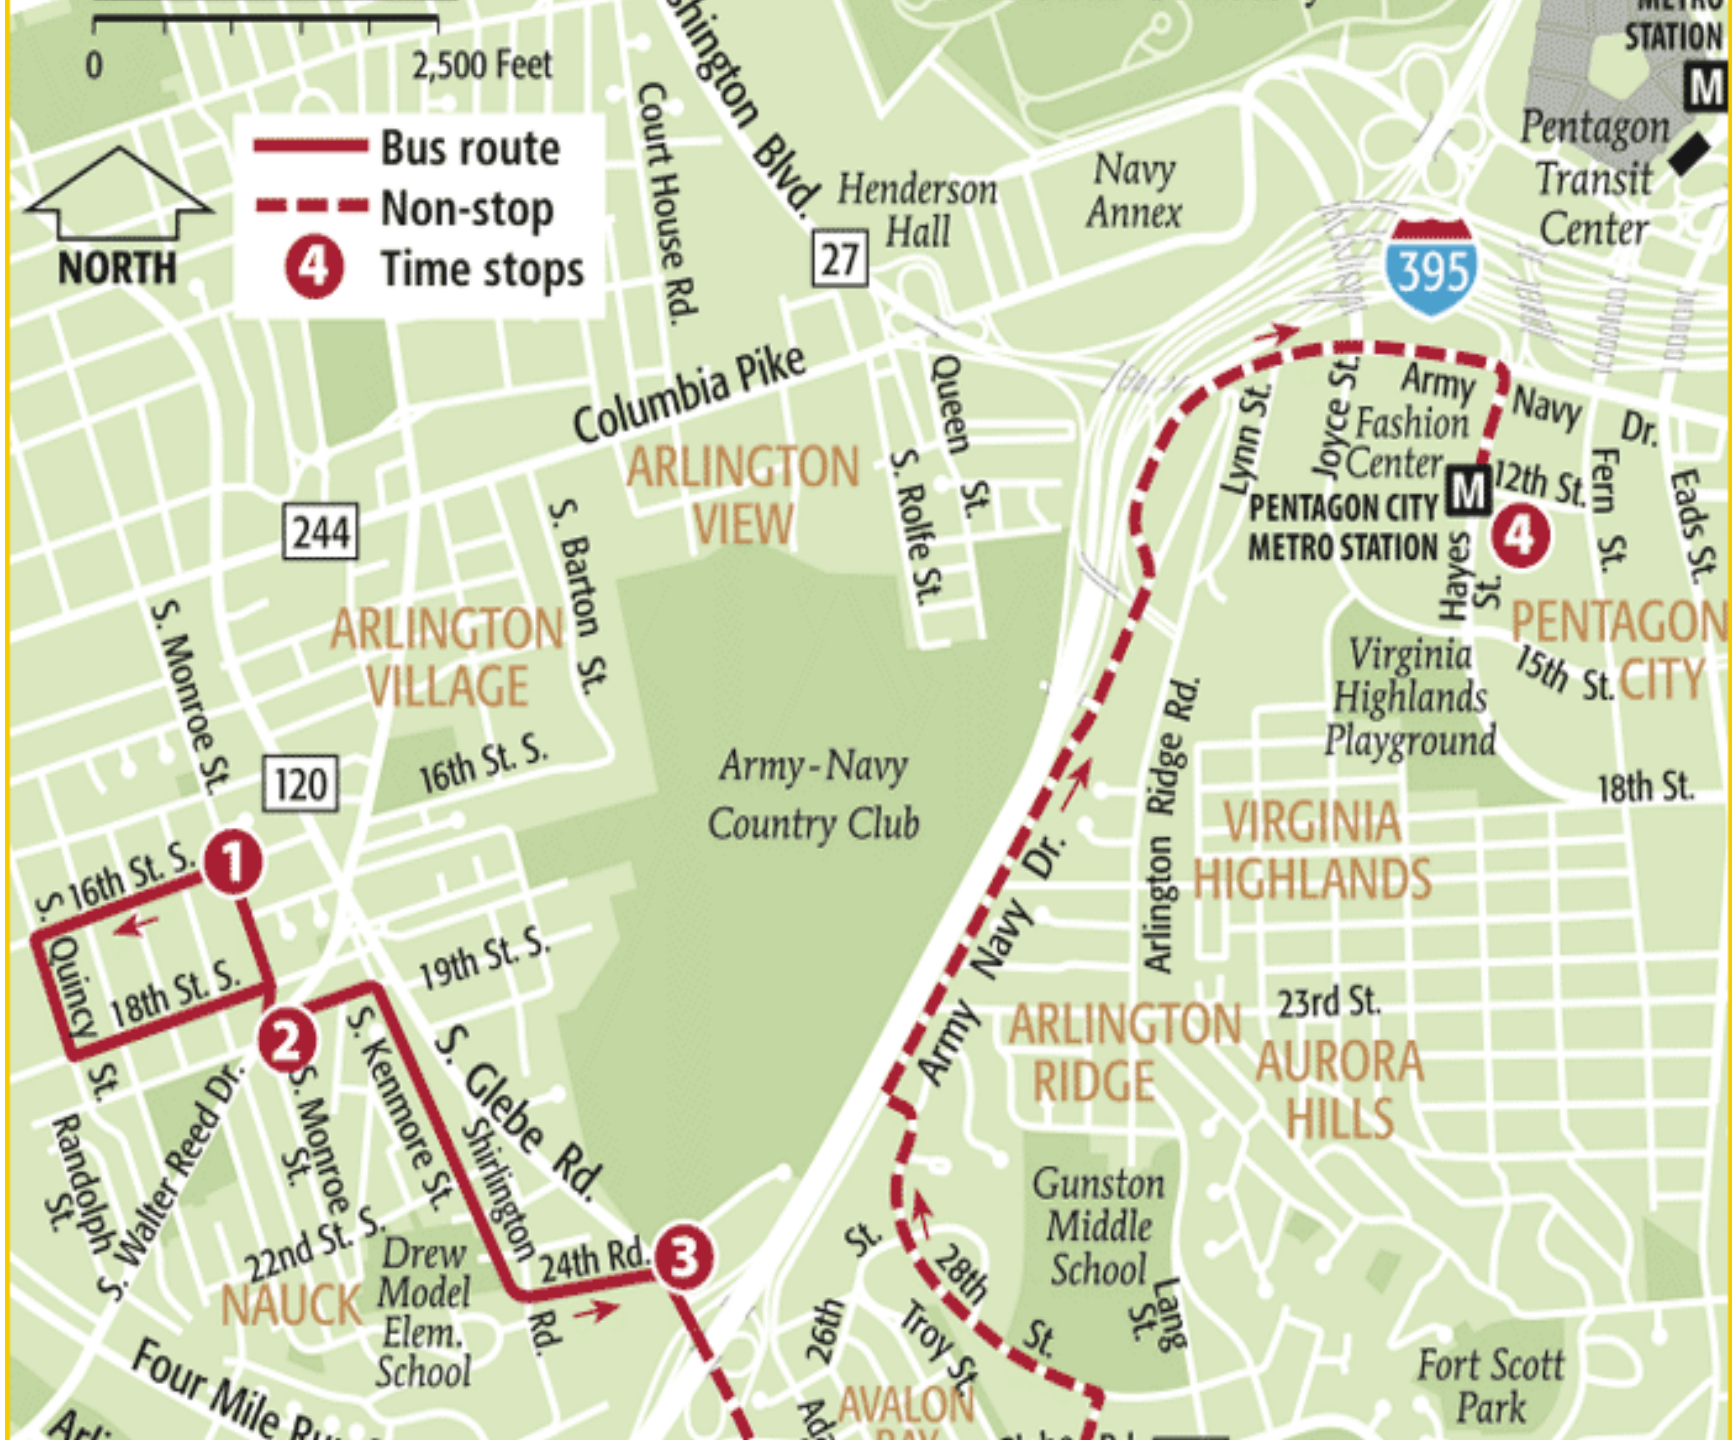 0
2,500 Feet
Bus route
Non-stop
4
Time stops
NORTH
Court House Rd.
Blvd.
Henderson
Hall
27
Navy
Annex
STATION
M
Pentagon
Transit
Center
395
Columbia Pike
ARLINGTON
VIEW
Queen St.
S. Rolfe St.
244
S. Barton St.
S. Monroe St.
ARLINGTON
VILLAGE
Lynn St.
Joyce St.
Army Navy Dr.
Fashion
Center
M
12th St.
PENTAGON CITY
METRO STATION
4
Fern St.
Eads St.
Hayes St.
PENTAGON
CITY
15th St.
Virginia
Highlands
Playground
18th St.
120
16th St. S.
Army-Navy
Country Club
Arlington Ridge Rd.
VIRGINIA
HIGHLANDS
1
16th St. S.
S. Quincy St.
18th St. S.
2
19th St. S.
S. Kenmore St.
S. Glebe Rd.
Army Navy Dr.
ARLINGTON
RIDGE
23rd St.
AURORA
HILLS
Randolph St.
S. Walter Reed Dr.
S. Monroe St.
Shirlington Rd.
22nd St. S.
24th Rd.
3
NAUCK
Drew
Model
Elem.
School
Gunston
Middle
School
Lang St.
28th St.
26th St.
Troy St.
AVALON
Four Mile Run
Fort Scott
Park